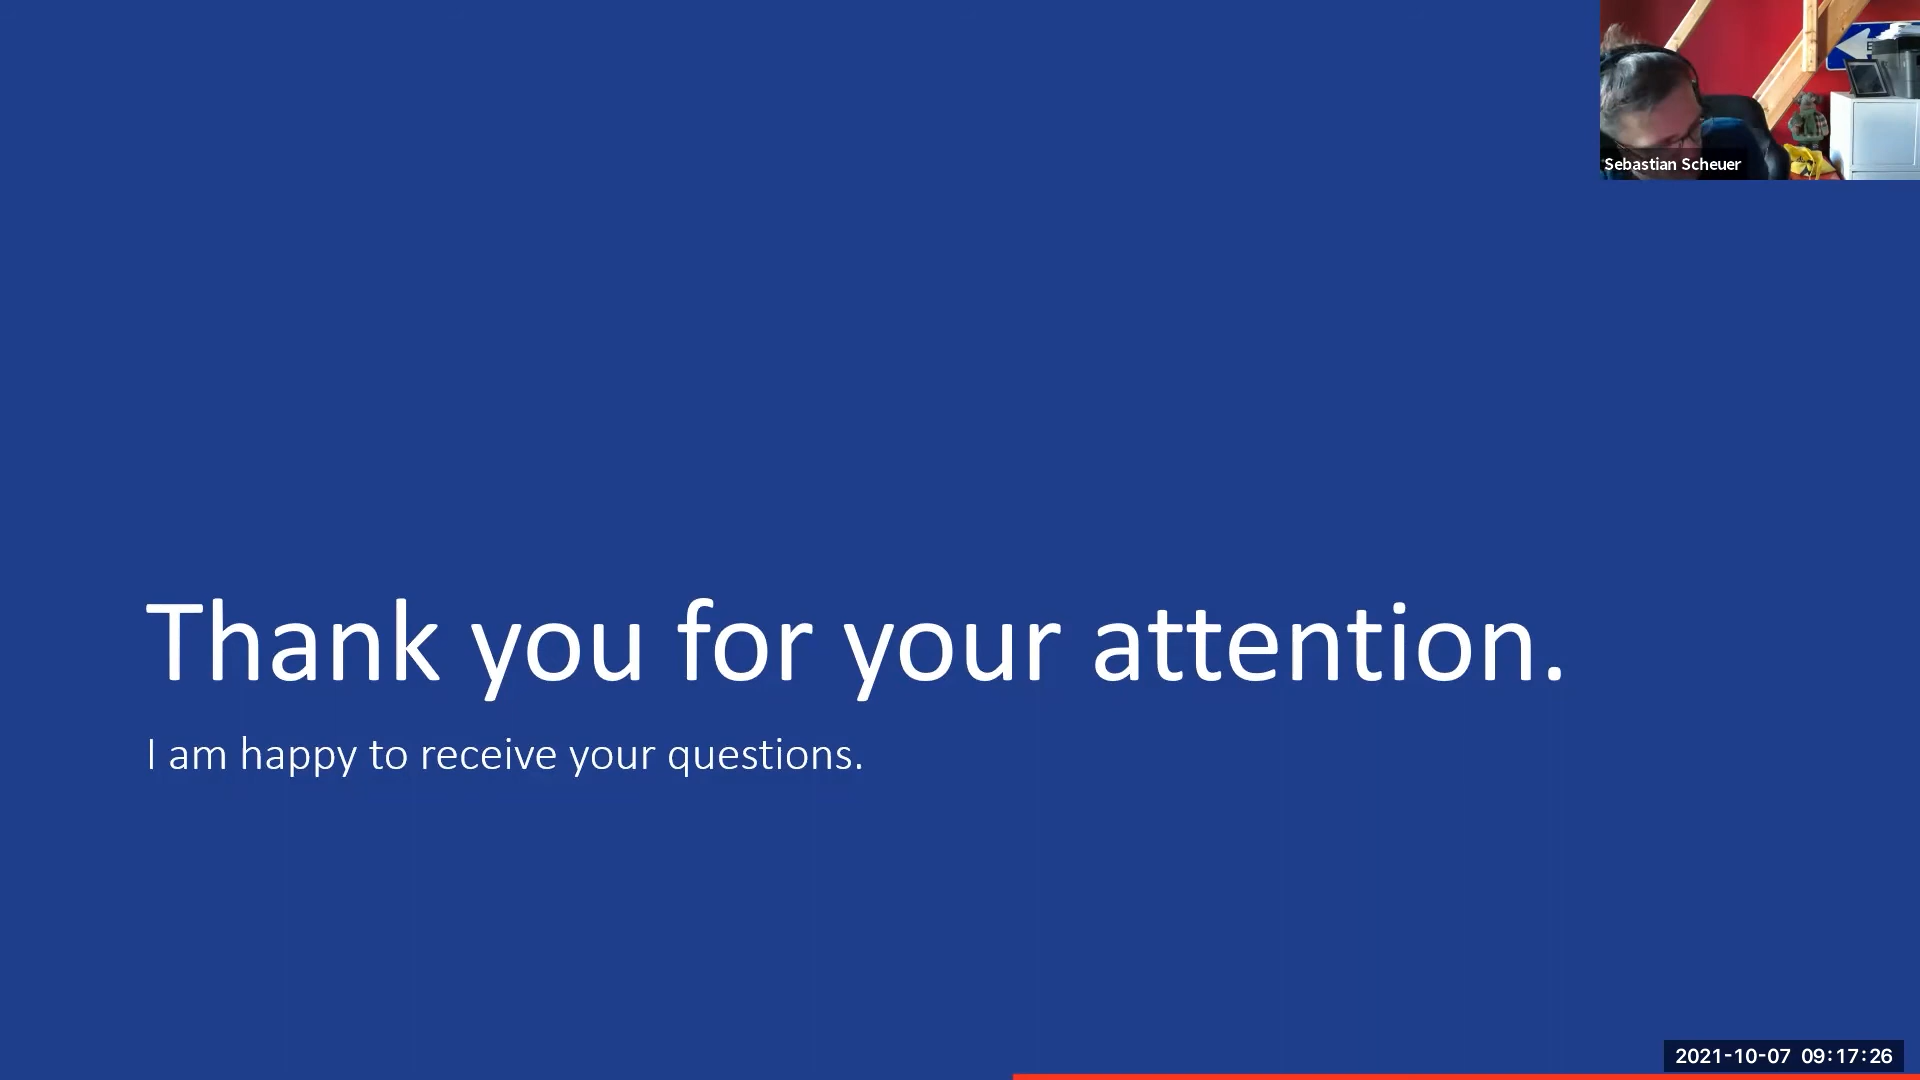 Sebastian Scheuer
Thank you for your attention.
I am happy to receive your questions.
2021-10-07 09:17:26